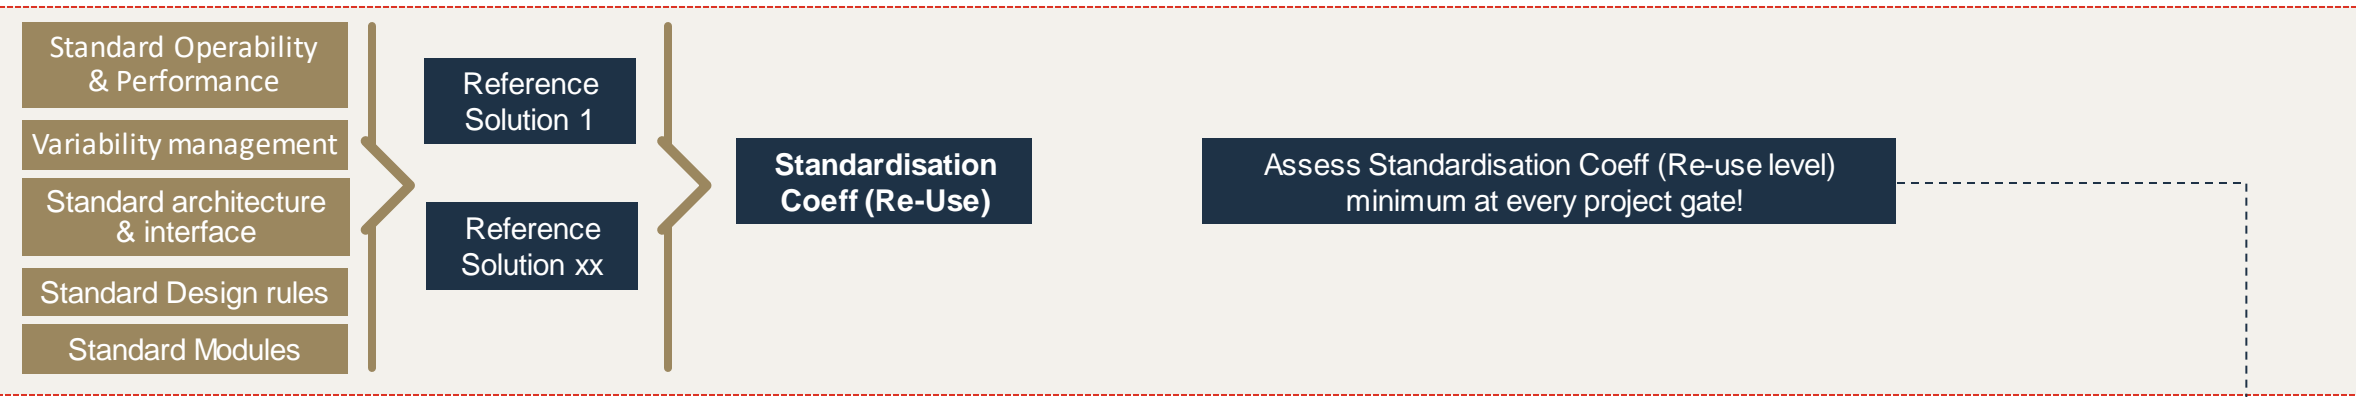 Standard Operability
& Performance
Variability management
Standard architecture
& interface
Standard Design rules
Standard Modules
Reference
Solution 1
Reference
Solution xx
Standardisation
Coeff (Re-Use)
Assess Standardisation Coeff (Re-use level)
minimum at every project gate!